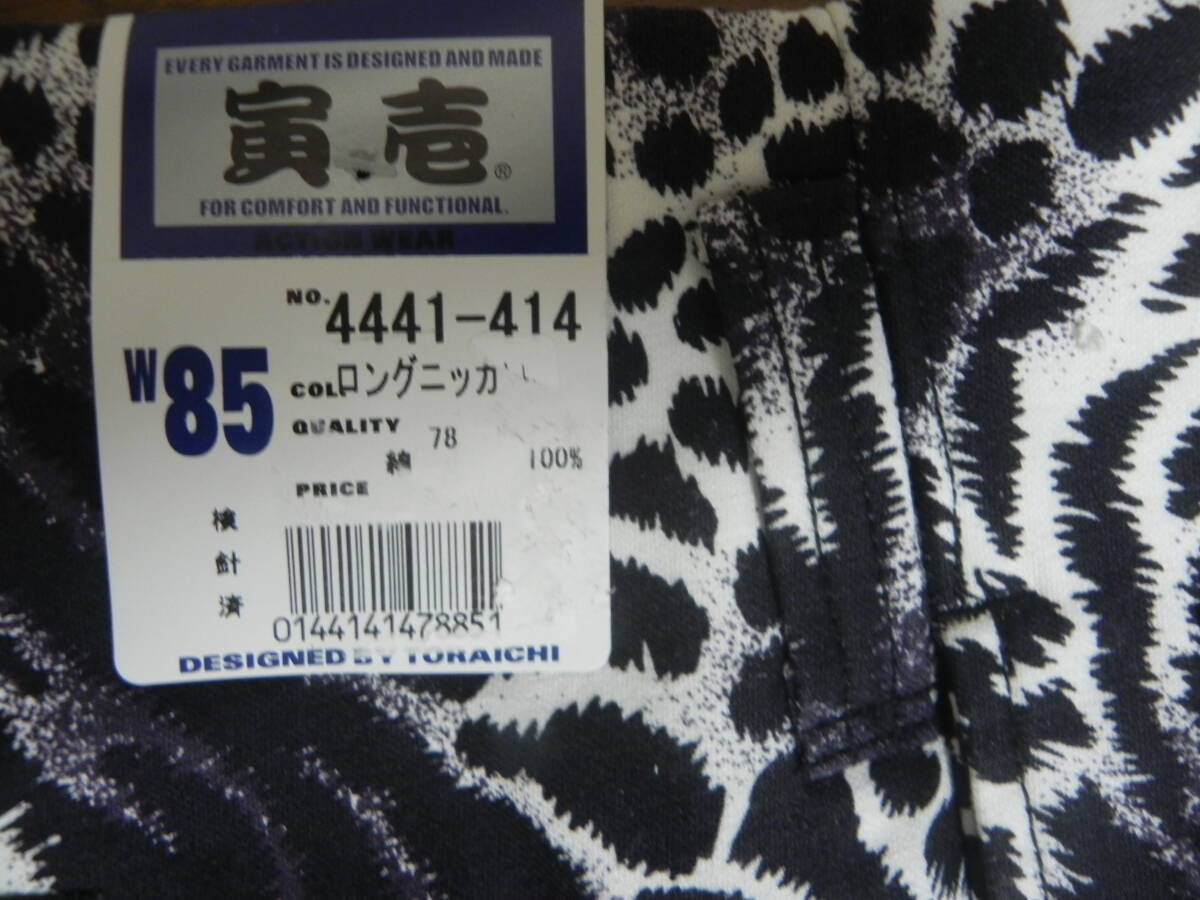 EVERY GARMENT IS DESIGNED AND MADE
寅壱®
FOR COMFORT AND FUNCTIONAL.
ACTION WEAR
NO. 4441-414
W85
COL. ロングニッカ
QUALITY 78
綿 100%
PRICE
検針済
0144141478851
DESIGNED BY TORAICHI